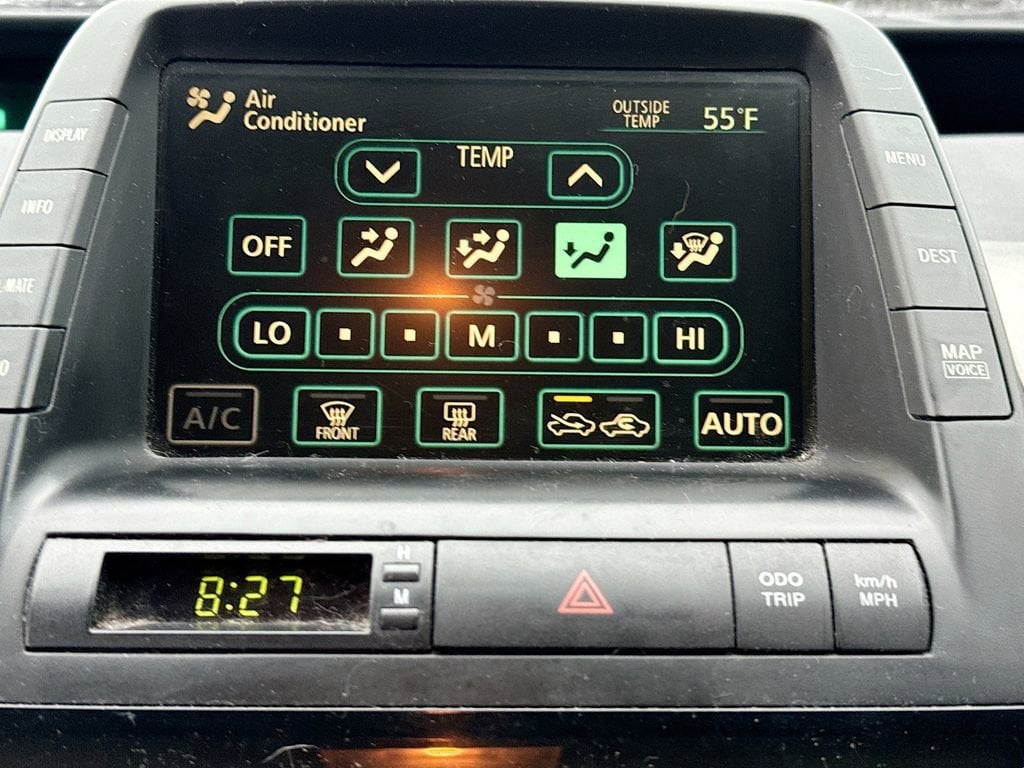 Air
Conditioner
OUTSIDE
TEMP
55°F
DISPLAY
MENU
TEMP
INFO
OFF
DEST
LO
M
HI
MAP
VOICE
A/C
FRONT
REAR
AUTO
8:27
H
M
ODO
TRIP
km/h
MPH